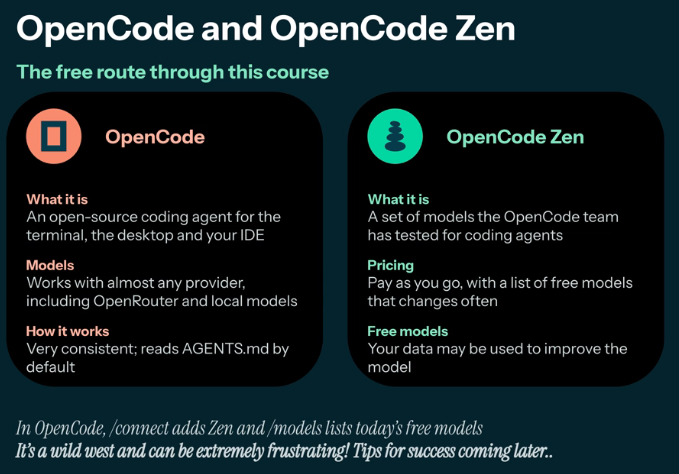 OpenCode and OpenCode Zen
The free route through this course
OpenCode
What it is
An open-source coding agent for the
terminal, the desktop and your IDE
Models
Works with almost any provider,
including OpenRouter and local models
How it works
Very consistent; reads AGENTS.md by
default
OpenCode Zen
What it is
A set of models the OpenCode team
has tested for coding agents
Pricing
Pay as you go, with a list of free models
that changes often
Free models
Your data may be used to improve the
model
In OpenCode, /connect adds Zen and /models lists today's free models
It's a wild west and can be extremely frustrating! Tips for success coming later..